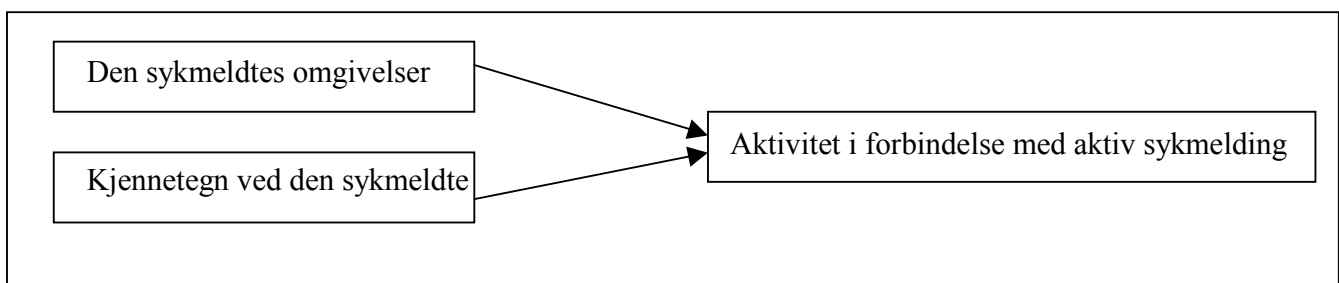 Den sykmeldtes omgivelser
Kjennetegn ved den sykmeldte
Aktivitet i forbindelse med aktiv sykmelding